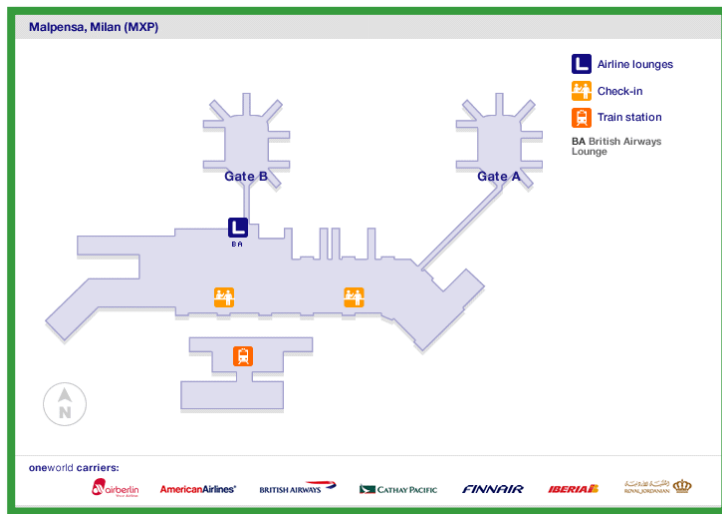 Malpensa, Milan (MXP)
L Airline lounges
Check-in
Train station
BA British Airways
Lounge
Gate B
Gate A
L
BA
N
oneworld carriers:
airberlin
AmericanAirlines®
BRITISH AIRWAYS
CATHAY PACIFIC
FINNAIR
IBERIA
ROYAL JORDANIAN